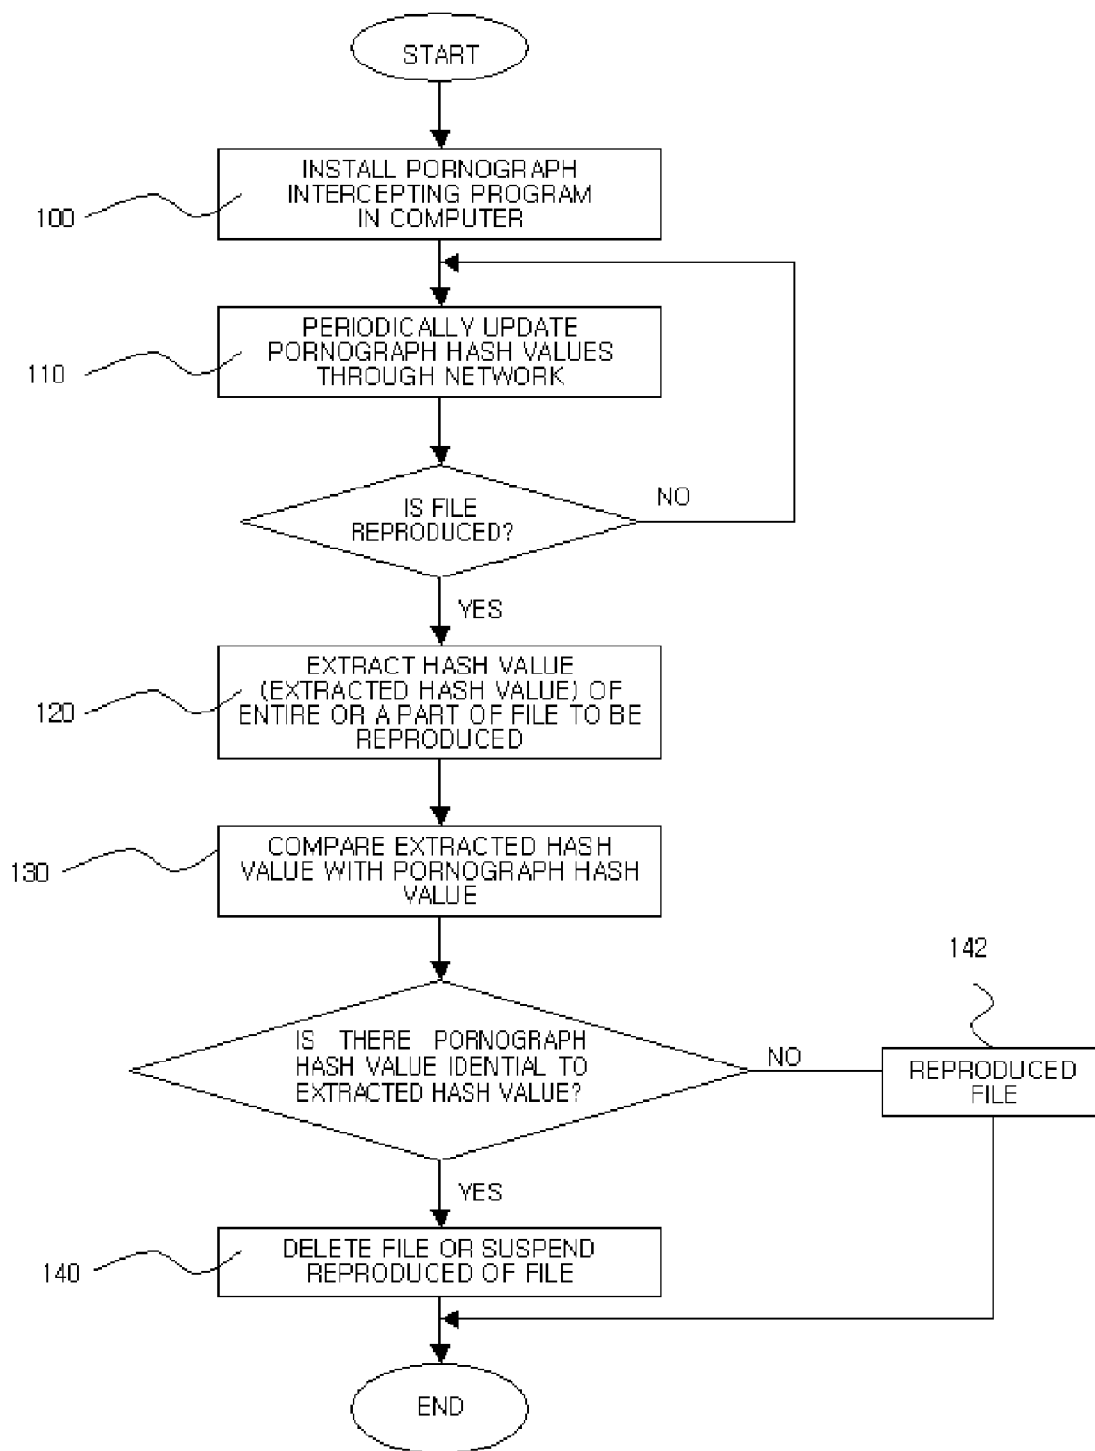 START
INSTALL PORNOGRAPH
INTERCEPTING PROGRAM
IN COMPUTER
100
PERIODICALLY UPDATE
PORNOGRAPH HASH VALUES
THROUGH NETWORK
110
IS FILE
REPRODUCED?
NO
YES
EXTRACT HASH VALUE
(EXTRACTED HASH VALUE) OF
ENTIRE OR A PART OF FILE TO BE
REPRODUCED
120
COMPARE EXTRACTED HASH
VALUE WITH PORNOGRAPH HASH
VALUE
130
142
IS THERE PORNOGRAPH
HASH VALUE IDENTIAL TO
EXTRACTED HASH VALUE?
NO
REPRODUCED
FILE
YES
DELETE FILE OR SUSPEND
REPRODUCED OF FILE
140
END